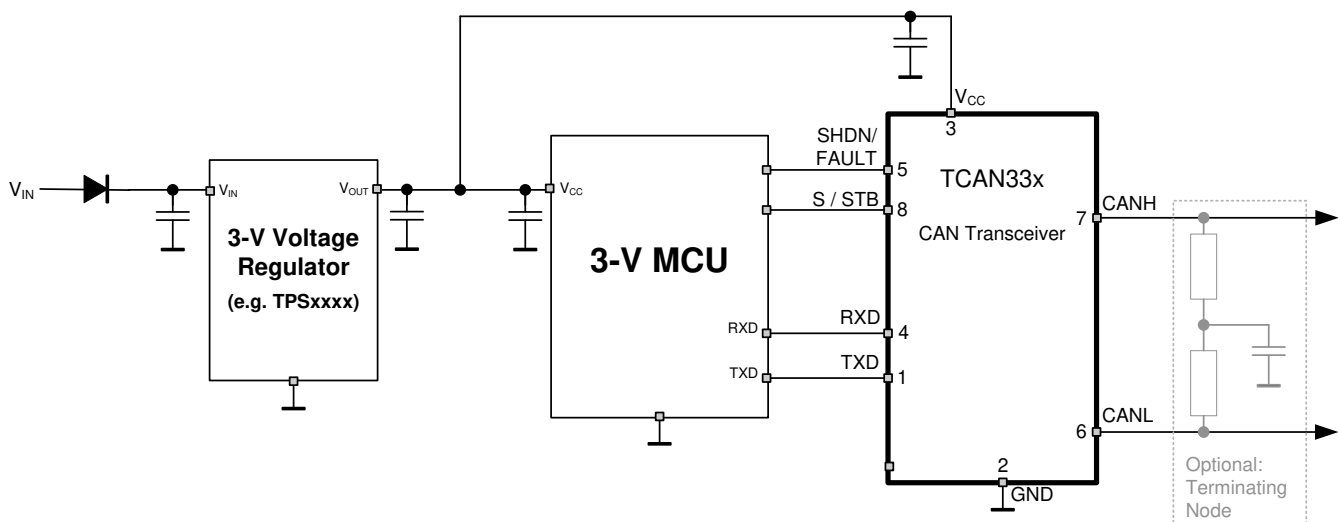 V_CC
3
SHDN/
FAULT
5
TCAN33x
V_IN
V_IN
V_OUT
V_CC
S / STB
8
CANH
7
CAN Transceiver
3-V Voltage
Regulator
(e.g. TPSxxxx)
3-V MCU
RXD
RXD
4
TXD
TXD
1
CANL
6
2
GND
Optional:
Terminating
Node